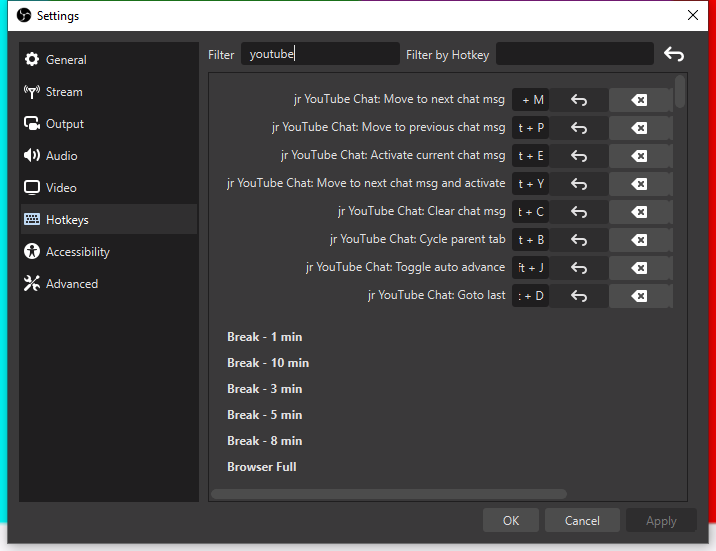 Settings
General
Stream
Output
Audio
Video
Hotkeys
Accessibility
Advanced
Filter youtube Filter by Hotkey
jr YouTube Chat: Move to next chat msg + M
jr YouTube Chat: Move to previous chat msg t + P
jr YouTube Chat: Activate current chat msg t + E
jr YouTube Chat: Move to next chat msg and activate t + Y
jr YouTube Chat: Clear chat msg t + C
jr YouTube Chat: Cycle parent tab t + B
jr YouTube Chat: Toggle auto advance ft + J
jr YouTube Chat: Goto last + D
Break - 1 min
Break - 10 min
Break - 3 min
Break - 5 min
Break - 8 min
Browser Full
OK Cancel Apply